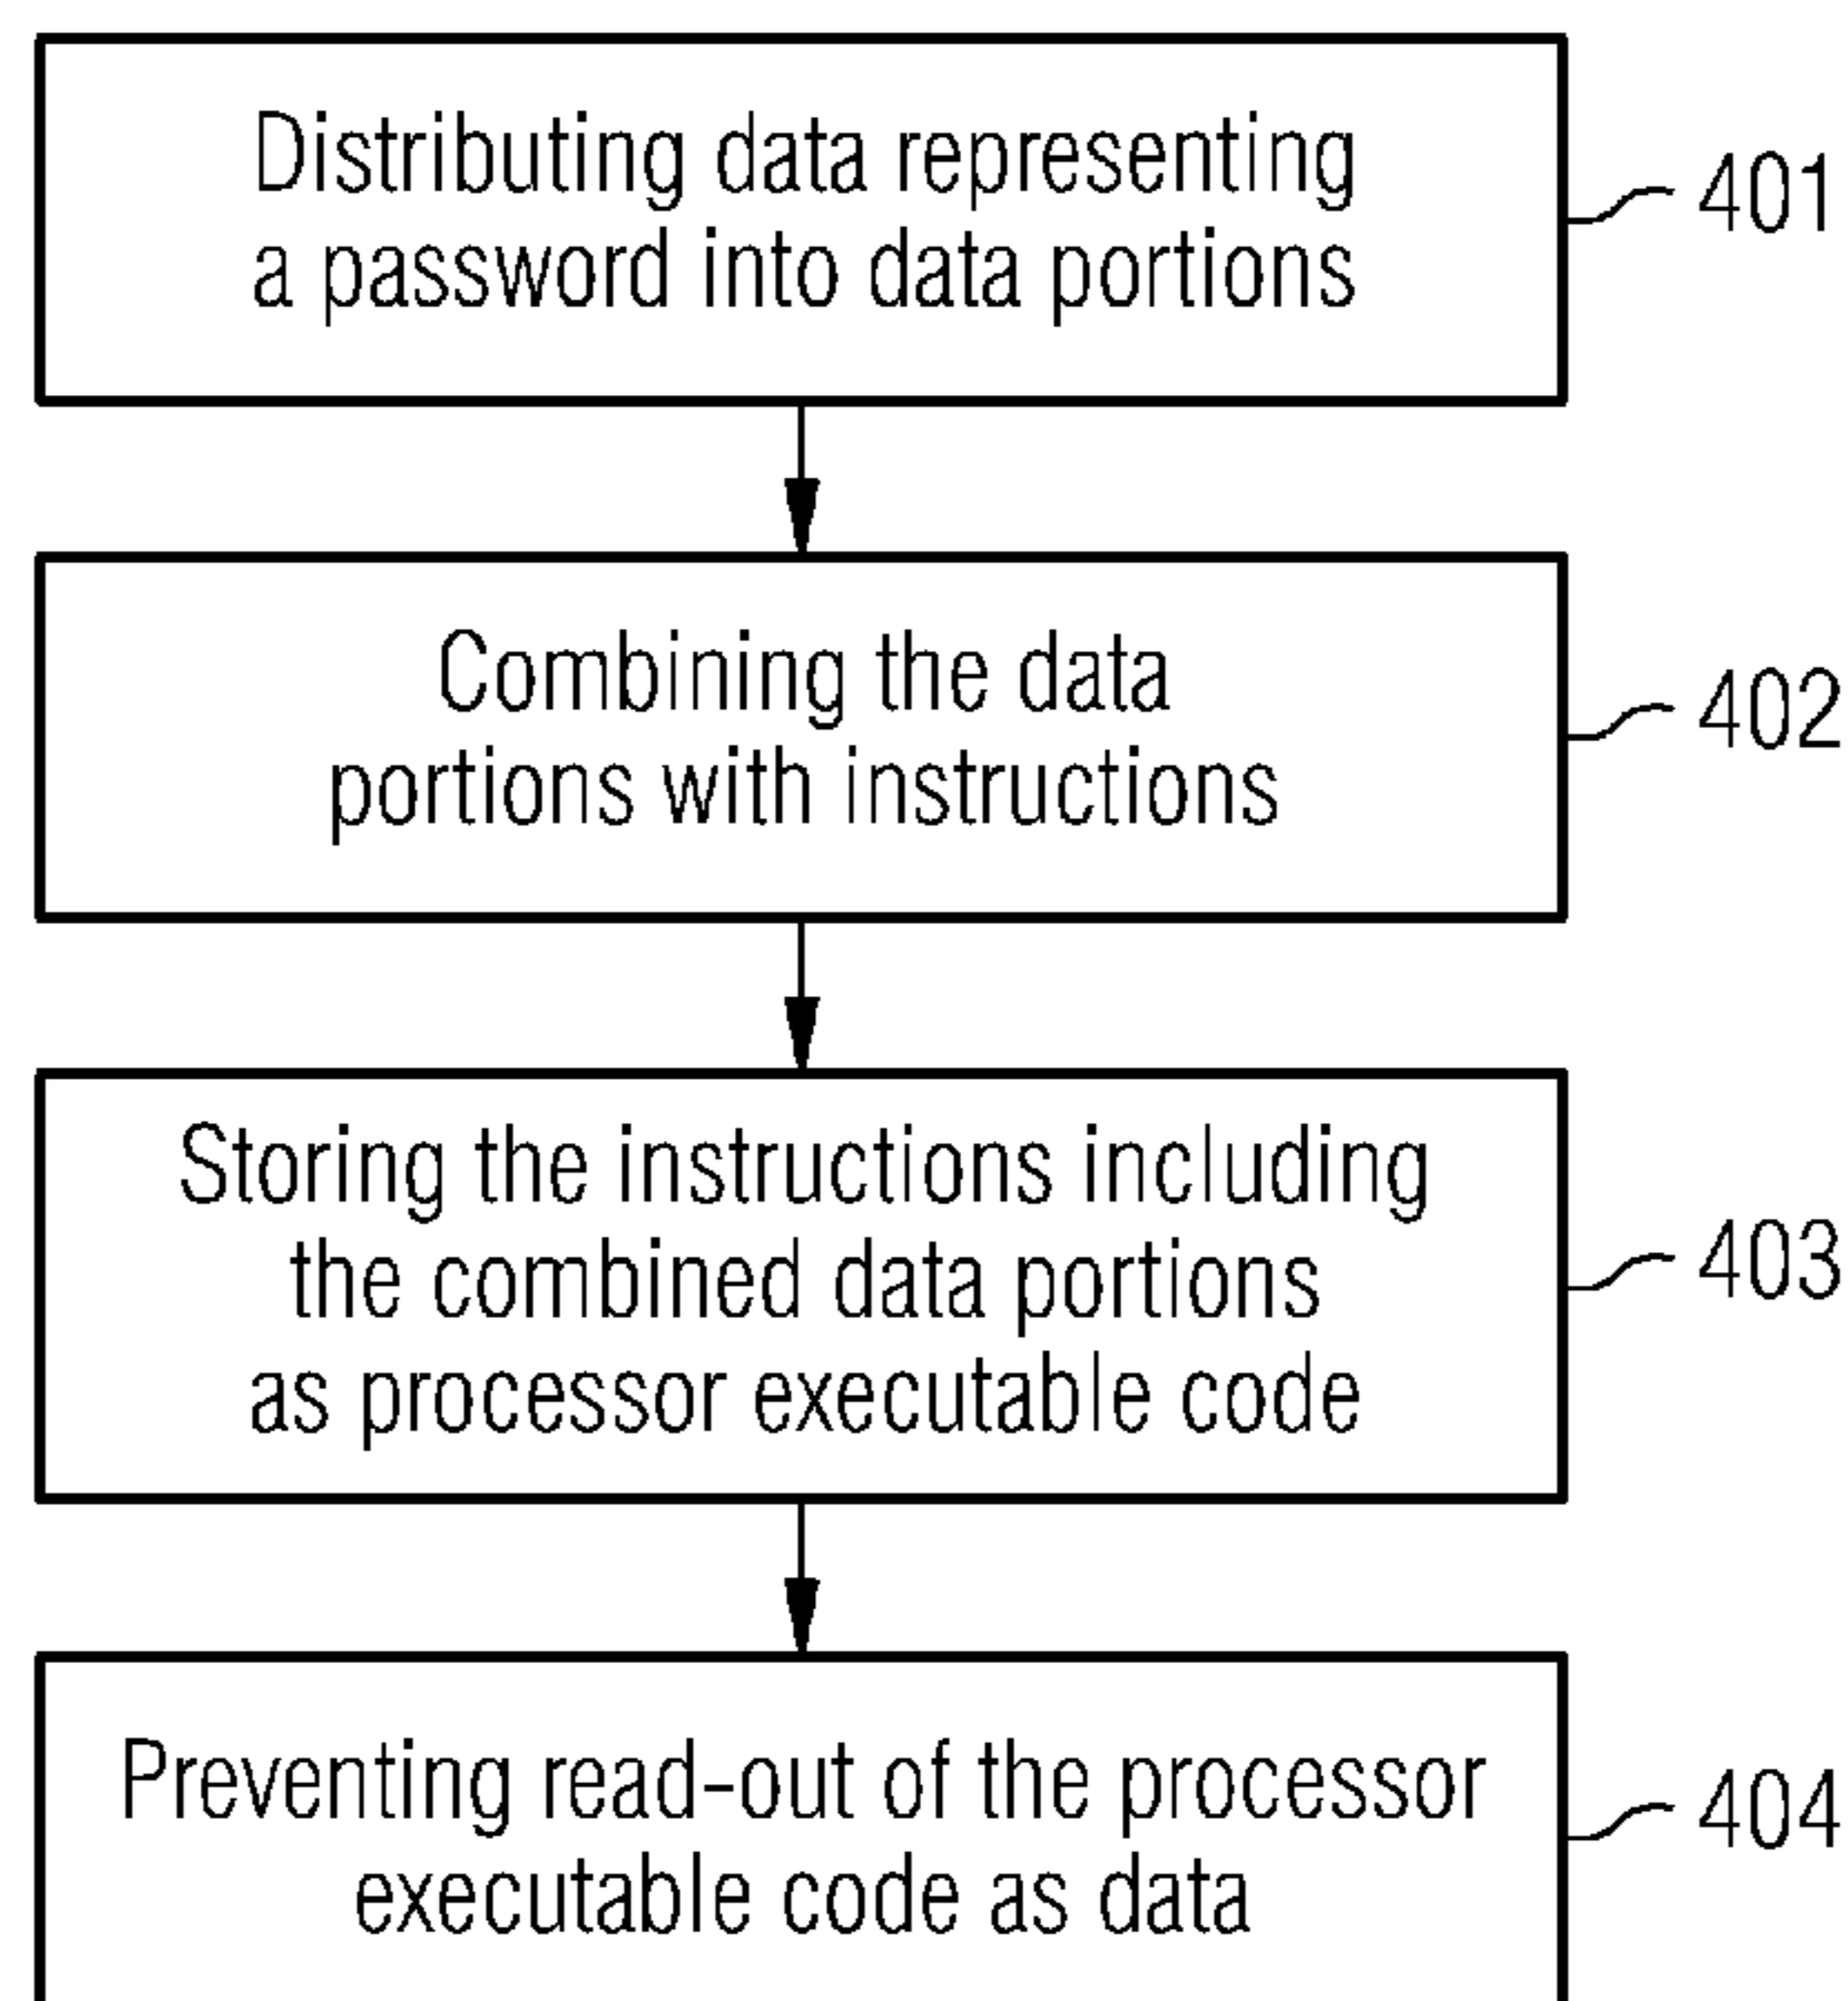 Distributing data representing
a password into data portions
401
Combining the data
portions with instructions
402
Storing the instructions including
the combined data portions
as processor executable code
403
Preventing read-out of the processor
executable code as data
404